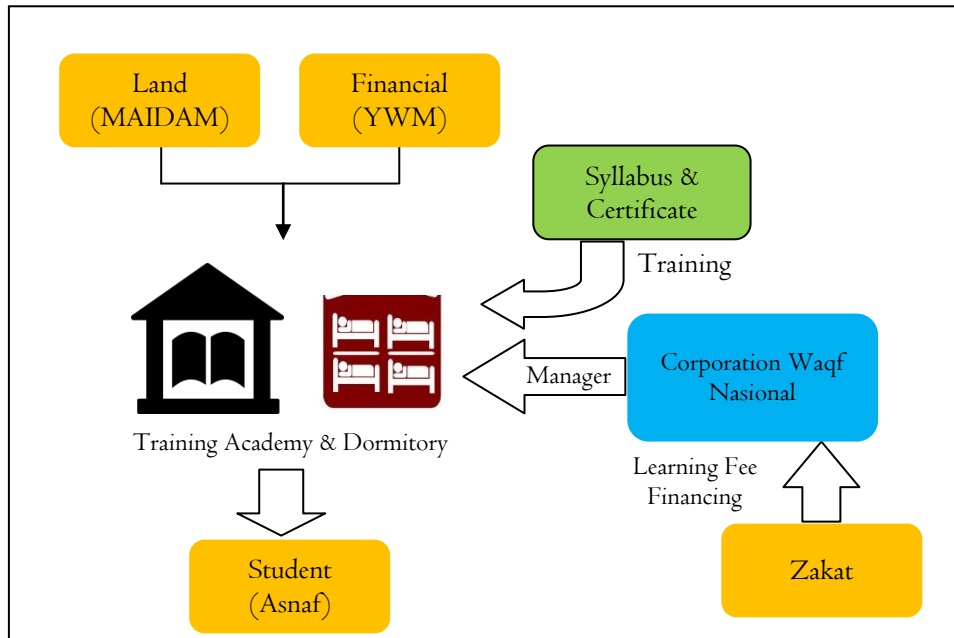 Land
(MAIDAM)
Financial
(YWM)
Syllabus &
Certificate
Training
Corporation Waqf
Nasional
Manager
Training Academy & Dormitory
Learning Fee
Financing
Student
(Asnaf)
Zakat